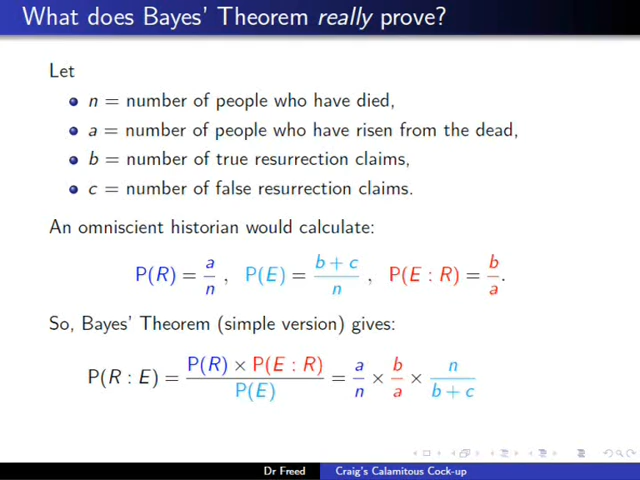 What does Bayes' Theorem really prove?
Let
n = number of people who have died,
a = number of people who have risen from the dead,
b = number of true resurrection claims,
c = number of false resurrection claims.
An omniscient historian would calculate:
P(R) = a/n , P(E) = (b + c)/n , P(E : R) = b/a.
So, Bayes' Theorem (simple version) gives:
P(R : E) = (P(R) × P(E : R))/P(E) = a/n × b/a × n/(b + c)
Dr Freed Craig's Calamitous Cock-up